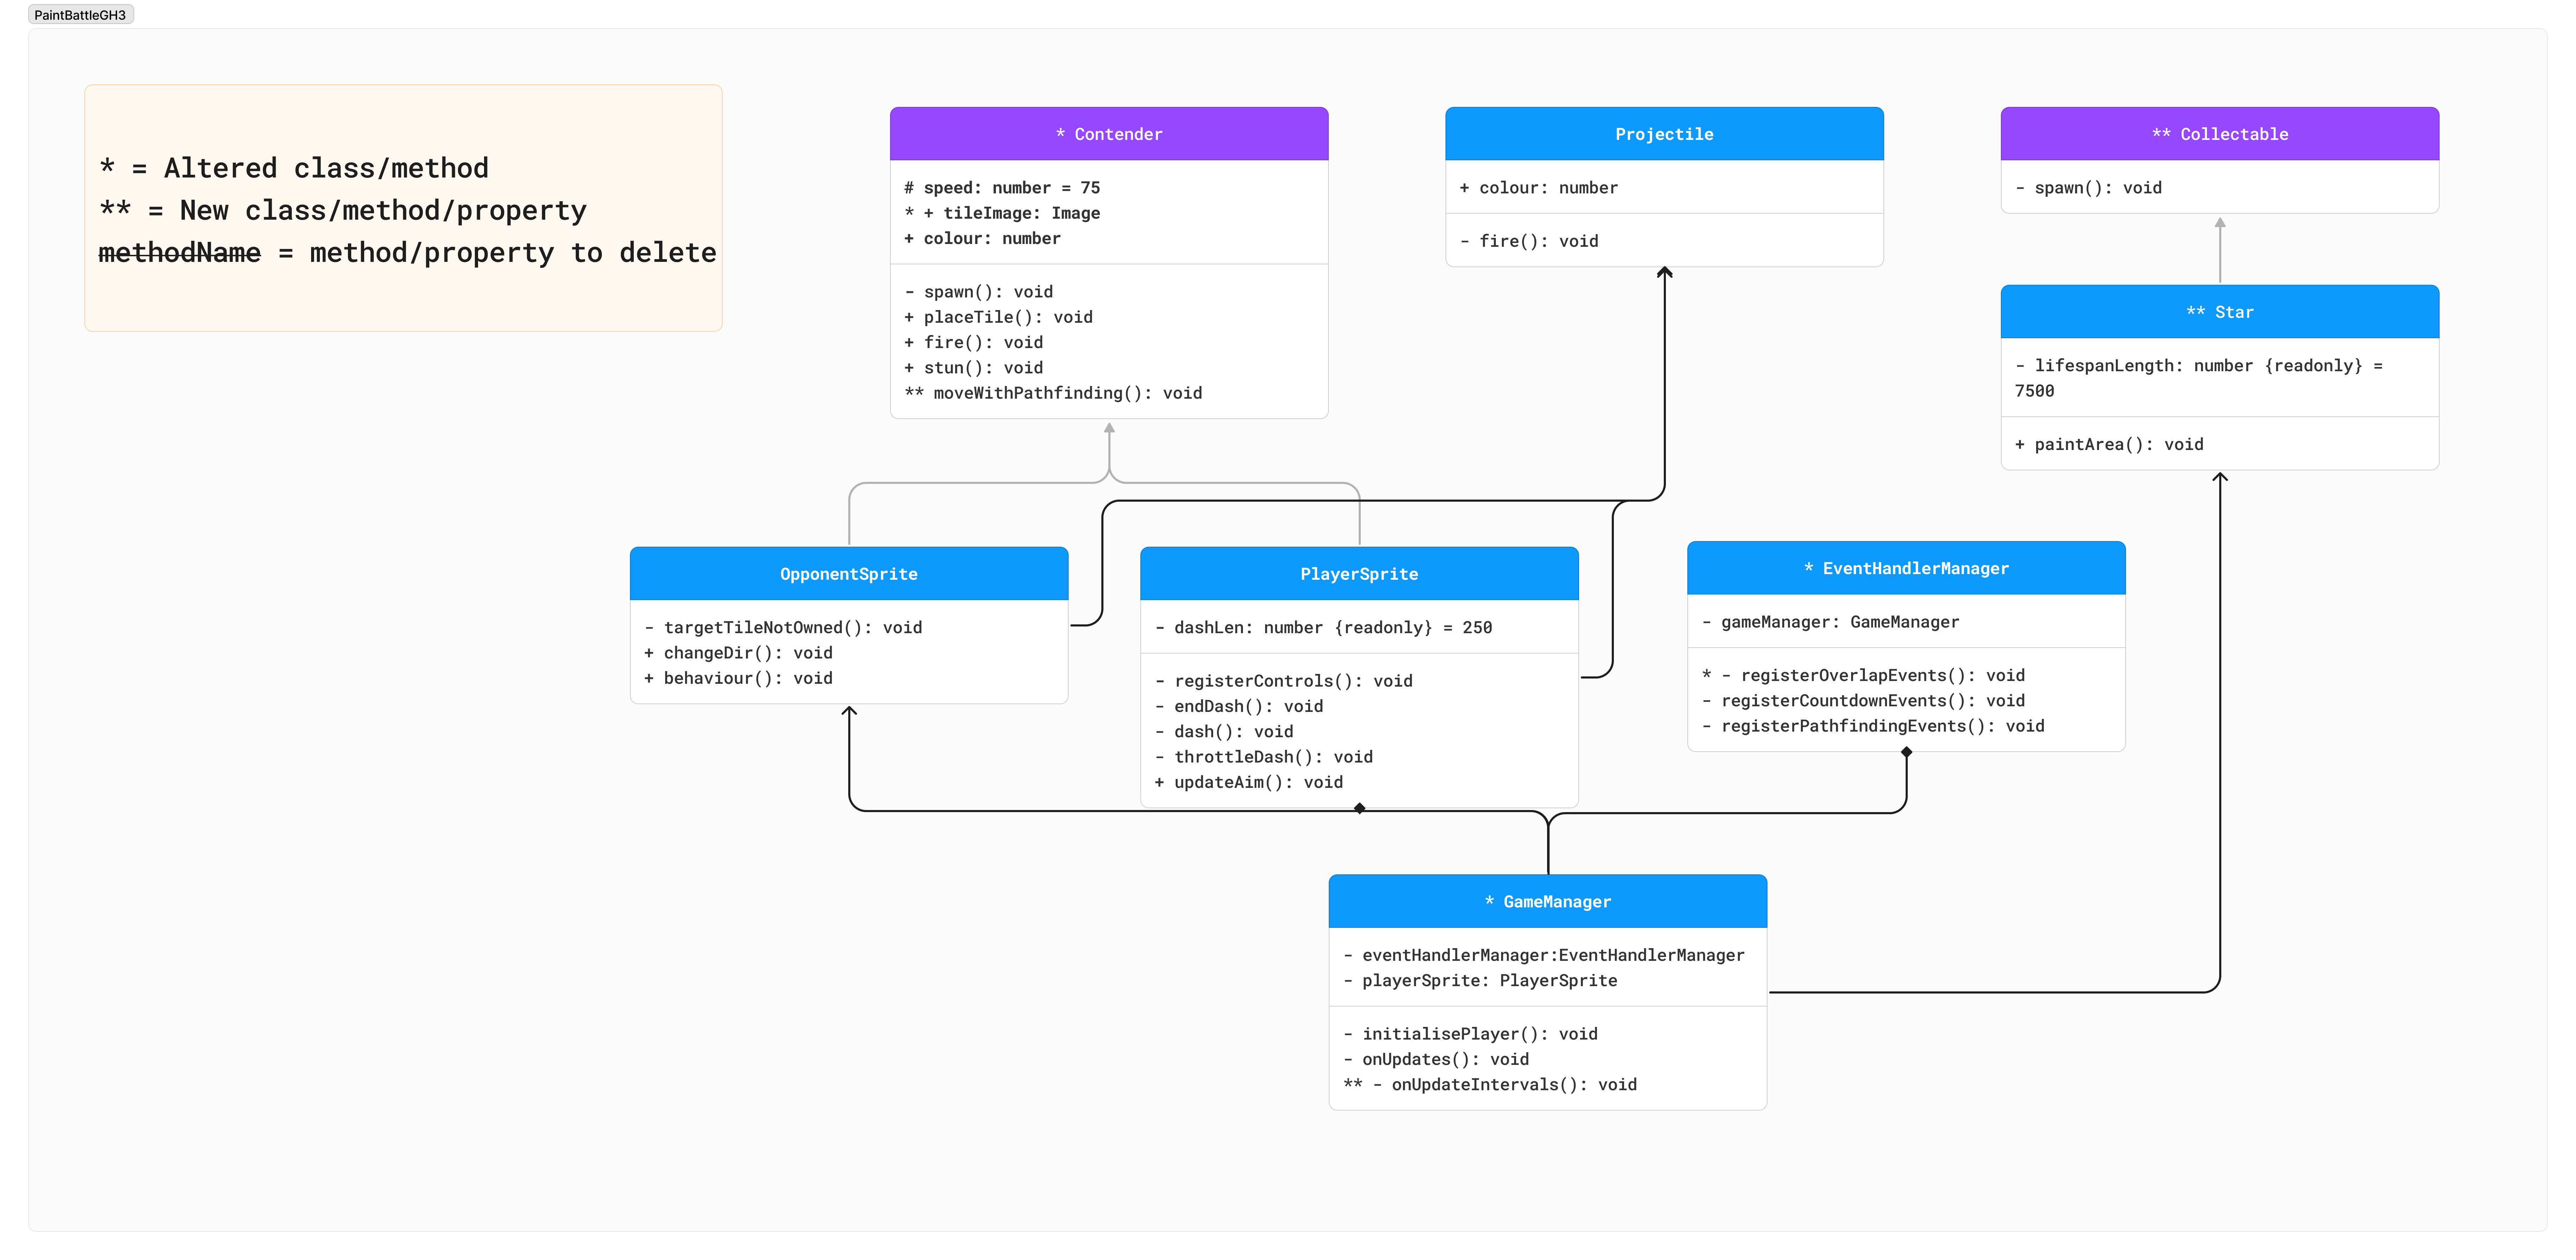 PaintBattleGH3
* = Altered class/method
** = New class/method/property
methodName = method/property to delete
* Contender
# speed: number = 75
* + tileImage: Image
+ colour: number
- spawn(): void
+ placeTile(): void
+ fire(): void
+ stun(): void
** moveWithPathfinding(): void
Projectile
+ colour: number
- fire(): void
** Collectable
- spawn(): void
** Star
- lifespanLength: number {readonly} =
7500
+ paintArea(): void
OpponentSprite
- targetTileNotOwned(): void
+ changeDir(): void
+ behaviour(): void
PlayerSprite
- dashLen: number {readonly} = 250
- registerControls(): void
- endDash(): void
- dash(): void
- throttleDash(): void
+ updateAim(): void
* EventHandlerManager
- gameManager: GameManager
* - registerOverlapEvents(): void
- registerCountdownEvents(): void
- registerPathfindingEvents(): void
* GameManager
- eventHandlerManager:EventHandlerManager
- playerSprite: PlayerSprite
- initialisePlayer(): void
- onUpdates(): void
** - onUpdateIntervals(): void